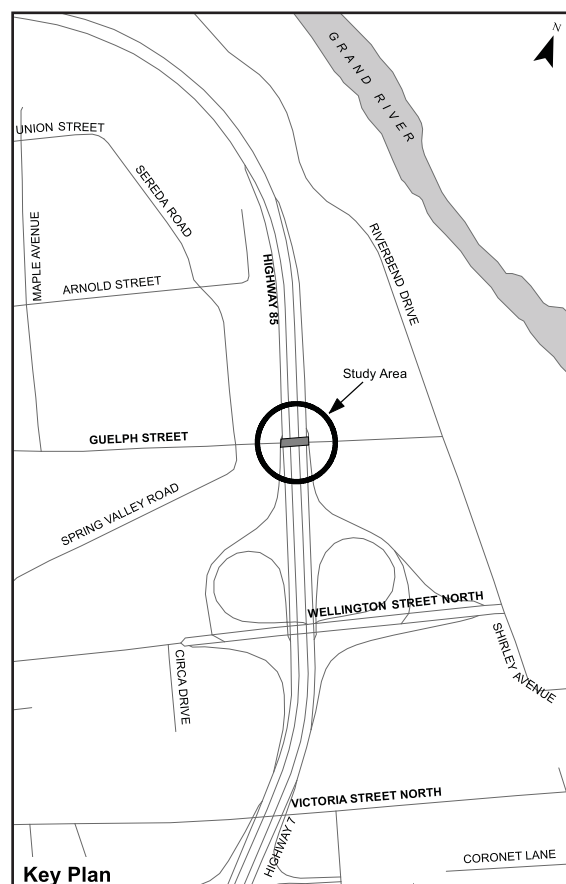 N
GRAND RIVER
UNION STREET
SEREDA ROAD
MAPLE AVENUE
RIVERBEND DRIVE
HIGHWAY 85
ARNOLD STREET
Study Area
GUELPH STREET
SPRING VALLEY ROAD
WELLINGTON STREET NORTH
CIRCA DRIVE
SHIRLEY AVENUE
VICTORIA STREET NORTH
HIGHWAY 7
CORONET LANE
Key Plan